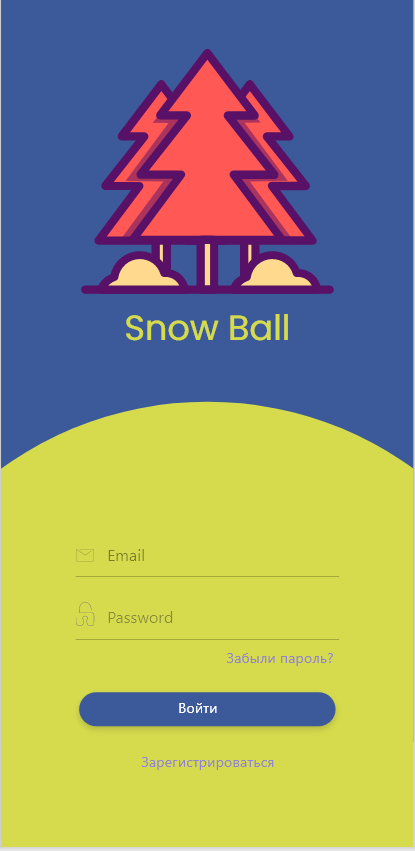 Snow Ball
Email
Password
Забыли пароль?
Войти
Зарегистрироваться